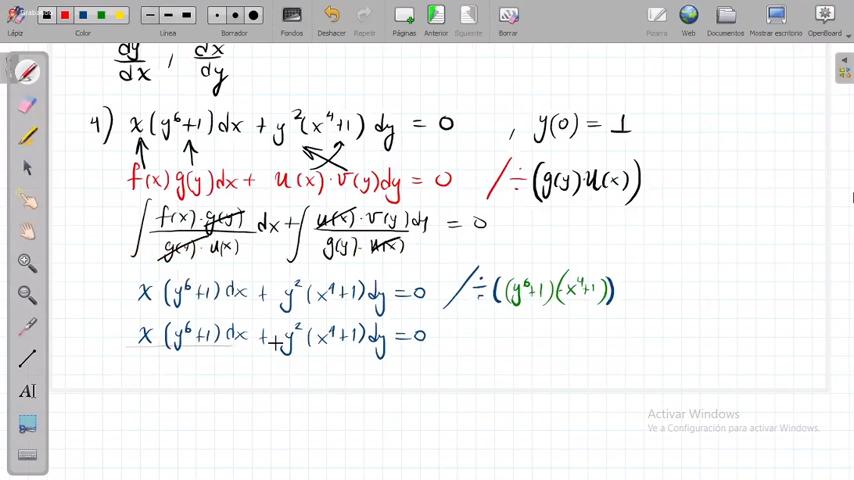 Lápiz Color Borrador Fondos Deshacer Repetir Páginas Anterior Siguiente Borrar Pizarra Web Documentos Mostrar escritorio OpenBoard
dy/dx , dx/dy
4) x(y⁶+1)dx + y²(x⁴+1)dy = 0 , y(0) = 1
f(x)g(y)dx + u(x)·v(y)dy = 0 /÷(g(y)·u(x))
∫ f(x)·g(y)/g(y)·u(x) dx + ∫ u(x)·v(y)dy/g(y)·u(x) = 0
x(y⁶+1)dx + y²(x⁴+1)dy = 0 /÷((y⁶+1)(x⁴+1))
x(y⁶+1)dx + y²(x⁴+1)dy = 0
Activar Windows
Ve a Configuración para activar Windows.